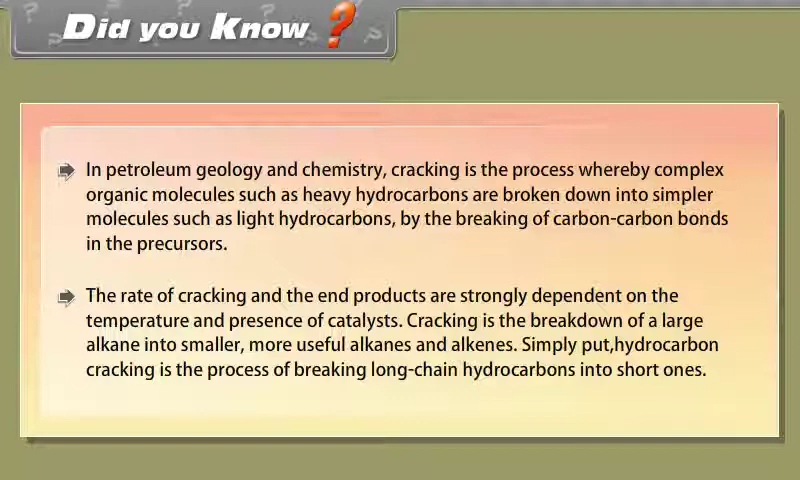 Did you Know ?
In petroleum geology and chemistry, cracking is the process whereby complex
organic molecules such as heavy hydrocarbons are broken down into simpler
molecules such as light hydrocarbons, by the breaking of carbon-carbon bonds
in the precursors.
The rate of cracking and the end products are strongly dependent on the
temperature and presence of catalysts. Cracking is the breakdown of a large
alkane into smaller, more useful alkanes and alkenes. Simply put,hydrocarbon
cracking is the process of breaking long-chain hydrocarbons into short ones.